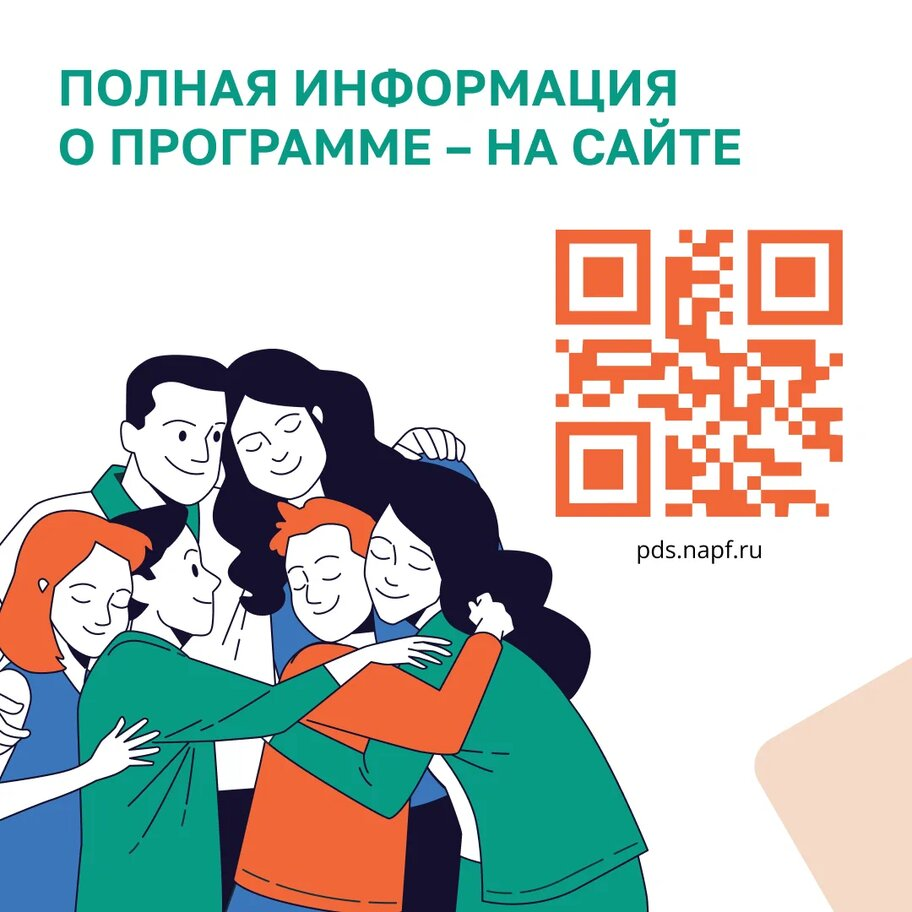 ПОЛНАЯ ИНФОРМАЦИЯ
О ПРОГРАММЕ – НА САЙТЕ
pds.napf.ru